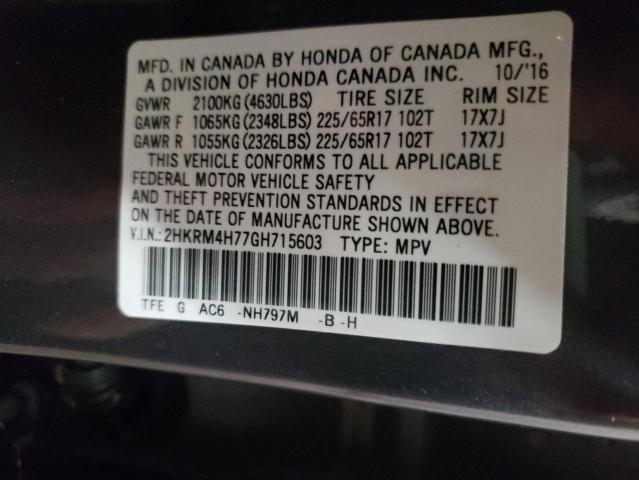 MFD. IN CANADA BY HONDA OF CANADA MFG.,
A DIVISION OF HONDA CANADA INC. 10/'16
GVWR 2100KG (4630LBS) TIRE SIZE RIM SIZE
GAWR F 1065KG (2348LBS) 225/65R17 102T 17X7J
GAWR R 1055KG (2326LBS) 225/65R17 102T 17X7J
THIS VEHICLE CONFORMS TO ALL APPLICABLE
FEDERAL MOTOR VEHICLE SAFETY
AND THEFT PREVENTION STANDARDS IN EFFECT
ON THE DATE OF MANUFACTURE SHOWN ABOVE.
V.I.N.: 2HKRM4H77GH715603 TYPE: MPV
TFE G AC6 -NH797M -B -H